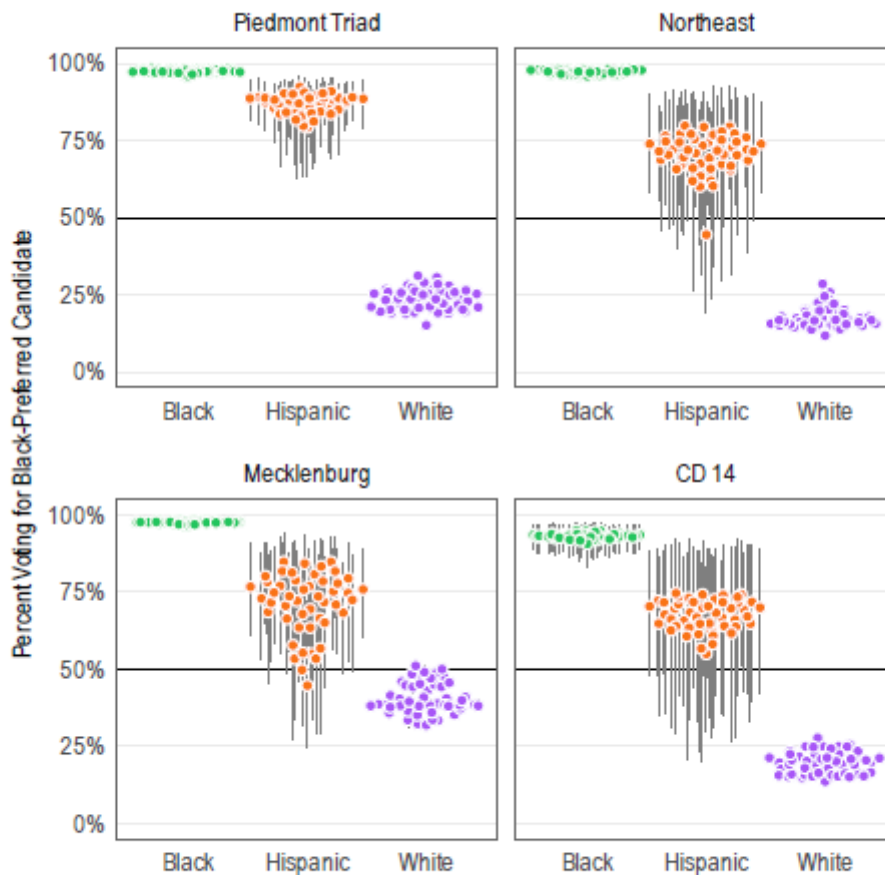 Piedmont Triad
Northeast
100%
75%
50%
25%
0%
Black Hispanic White
Black Hispanic White
Percent Voting for Black-Preferred Candidate
Mecklenburg
CD 14
100%
75%
50%
25%
0%
Black Hispanic White
Black Hispanic White